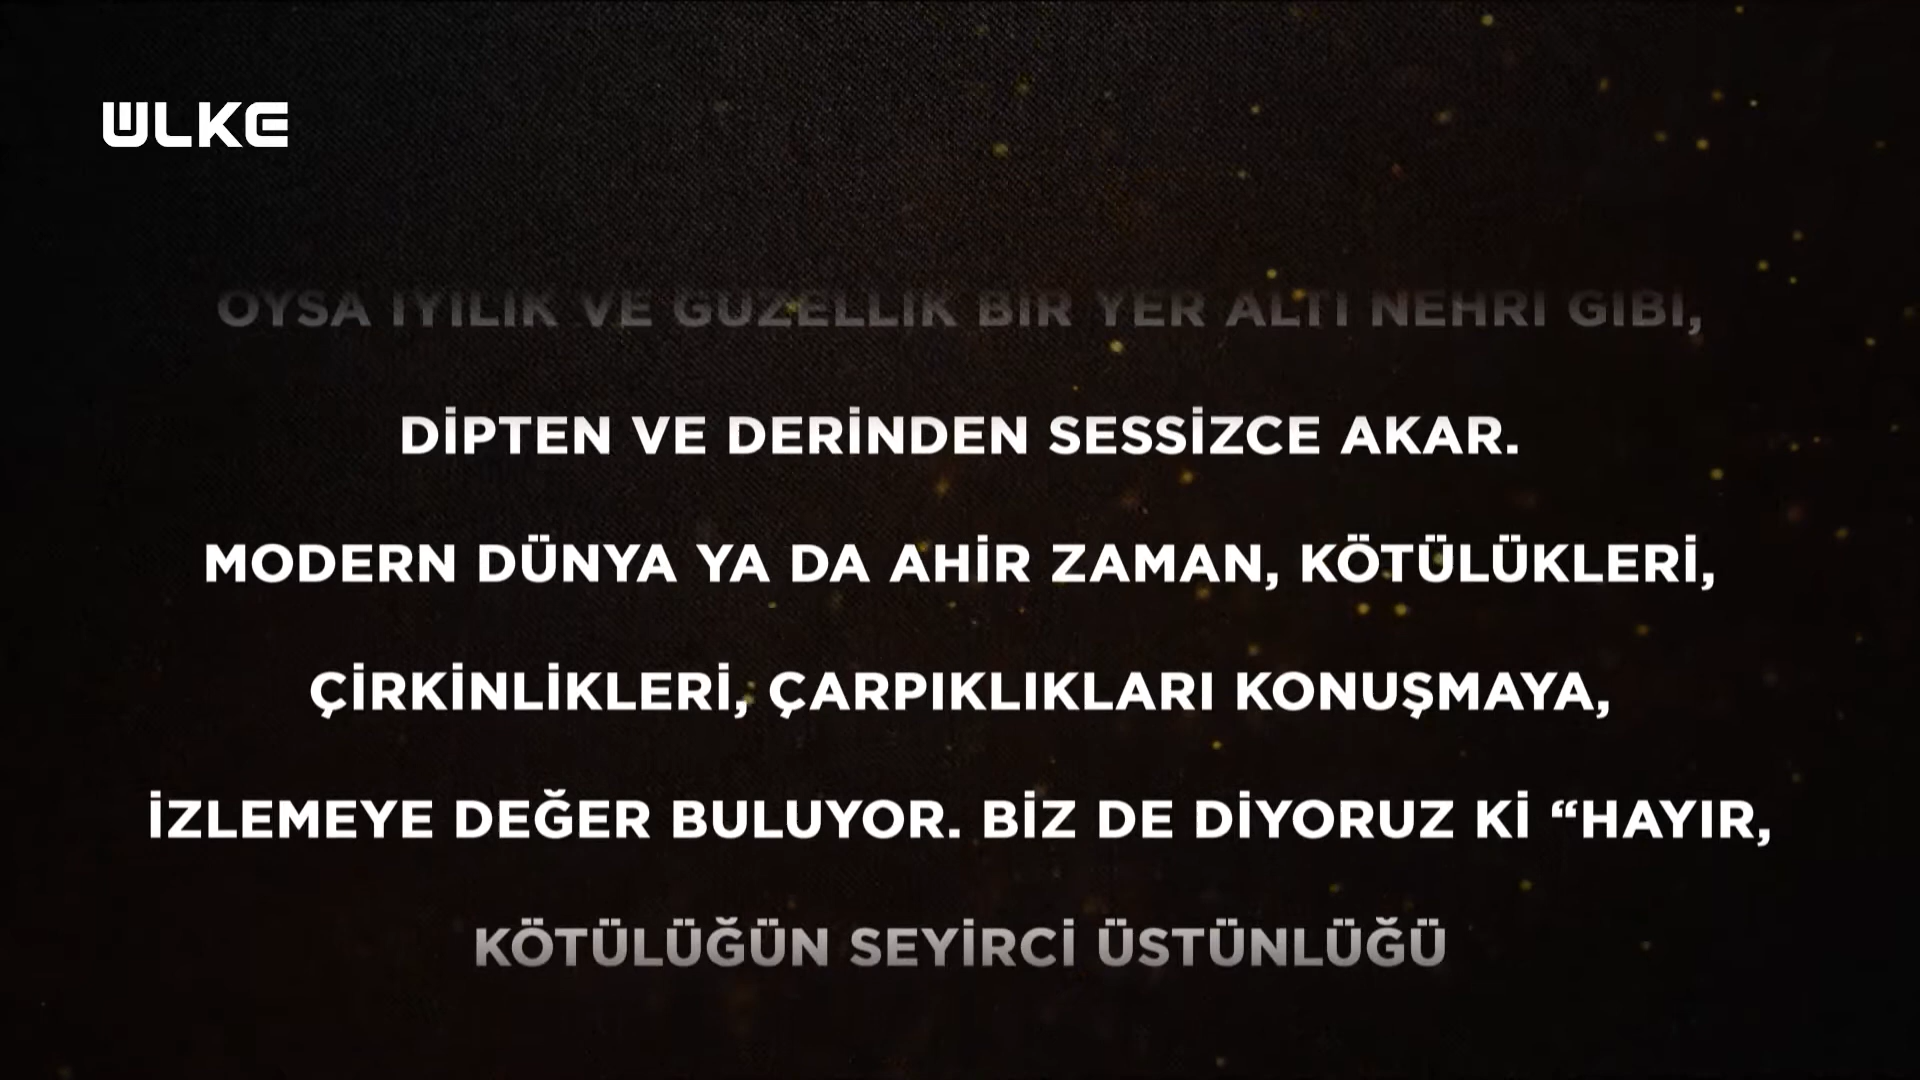 ÜLKE
OYSA İYİLİK VE GÜZELLİK BİR YER ALTI NEHRİ GİBİ,
DİPTEN VE DERİNDEN SESSİZCE AKAR.
MODERN DÜNYA YA DA AHİR ZAMAN, KÖTÜLÜKLERİ,
ÇİRKİNLİKLERİ, ÇARPIKLIKLARI KONUŞMAYA,
İZLEMEYE DEĞER BULUYOR. BİZ DE DİYORUZ Kİ “HAYIR,
KÖTÜLÜĞÜN SEYİRCİ ÜSTÜNLÜĞÜ